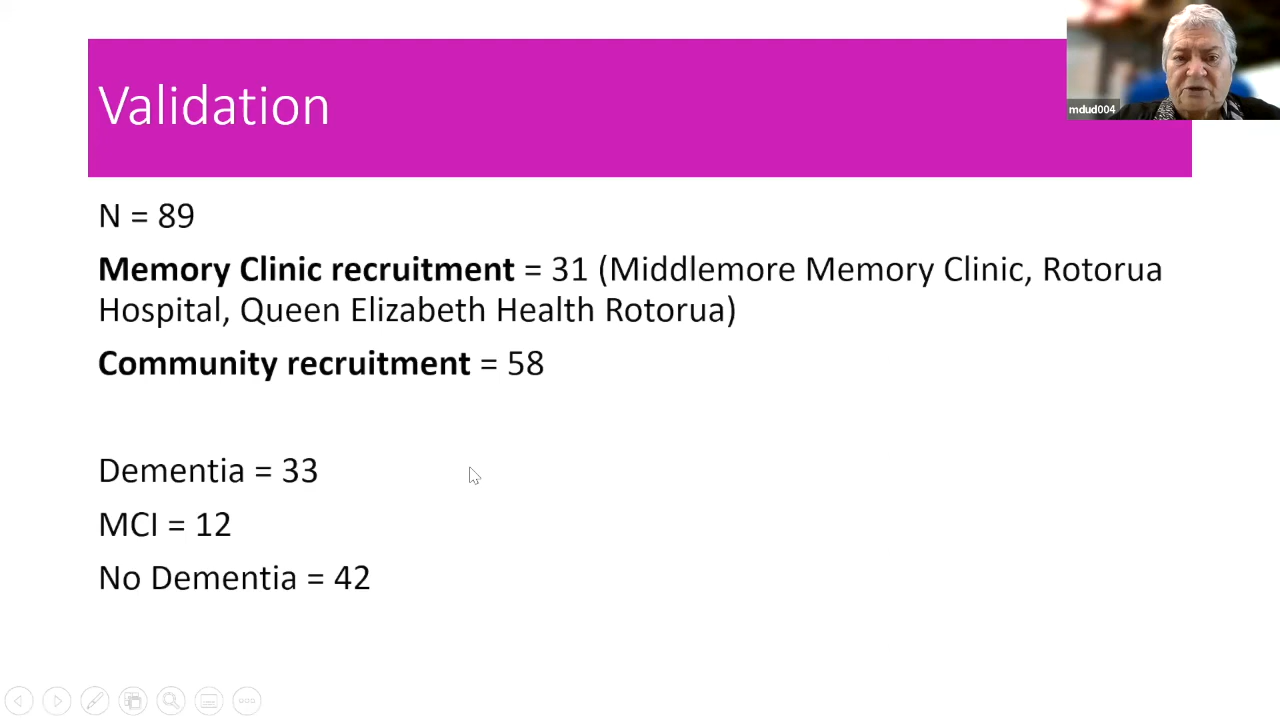 Validation
mdud004
N = 89
Memory Clinic recruitment = 31 (Middlemore Memory Clinic, Rotorua
Hospital, Queen Elizabeth Health Rotorua)
Community recruitment = 58
Dementia = 33
MCI = 12
No Dementia = 42